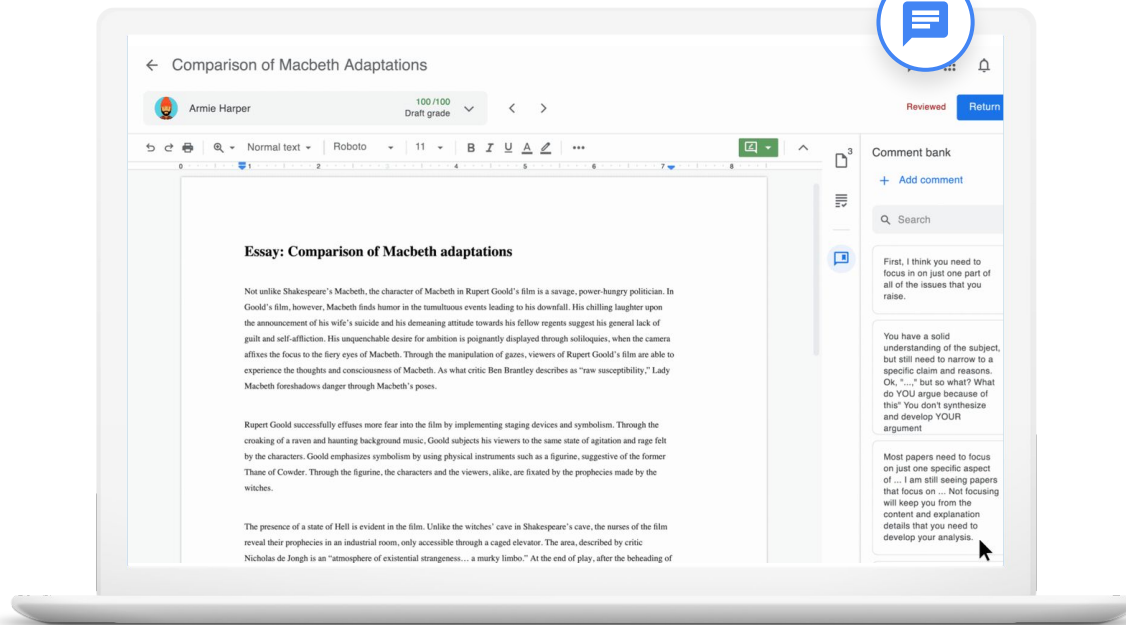 Comparison of Macbeth Adaptations
Armie Harper
100/100
Draft grade
Reviewed
Return
Normal text
Roboto
11
B I U A
0 1 2 4 5 6 7 8
3
Comment bank
+ Add comment
Search
First, I think you need to
focus in on just one part of
all of the issues that you
raise.
You have a solid
understanding of the subject,
but still need to narrow to a
specific claim and reasons.
Ok, "...," but so what? What
do YOU argue because of
this" You don't synthesize
and develop YOUR
argument
Most papers need to focus
on just one specific aspect
of ... I am still seeing papers
that focus on ... Not focusing
will keep you from the
content and explanation
details that you need to
develop your analysis.
Essay: Comparison of Macbeth adaptations
Not unlike Shakespeare's Macbeth, the character of Macbeth in Rupert Goold's film is a savage, power-hungry politician. In
Goold's film, however, Macbeth finds humor in the tumultuous events leading to his downfall. His chilling laughter upon
the announcement of his wife's suicide and his demeaning attitude towards his fellow regents suggest his general lack of
guilt and self-affliction. His unquenchable desire for ambition is poignantly displayed through soliloquies, when the camera
affixes the focus to the fiery eyes of Macbeth. Through the manipulation of gazes, viewers of Rupert Goold's film are able to
experience the thoughts and consciousness of Macbeth. As what critic Ben Brantley describes as “raw susceptibility,” Lady
Macbeth foreshadows danger through Macbeth's poses.
Rupert Goold successfully effuses more fear into the film by implementing staging devices and symbolism. Through the
croaking of a raven and haunting background music, Goold subjects his viewers to the same state of agitation and rage felt
by the characters. Goold emphasizes symbolism by using physical instruments such as a figurine, suggestive of the former
Thane of Cowder. Through the figurine, the characters and the viewers, alike, are fixated by the prophecies made by the
witches.
The presence of a state of Hell is evident in the film. Unlike the witches' cave in Shakespeare's cave, the nurses of the film
reveal their prophecies in an industrial room, only accessible through a caged elevator. The area, described by critic
Nicholas de Jongh is an “atmosphere of existential strangeness… a murky limbo.” At the end of play, after the beheading of